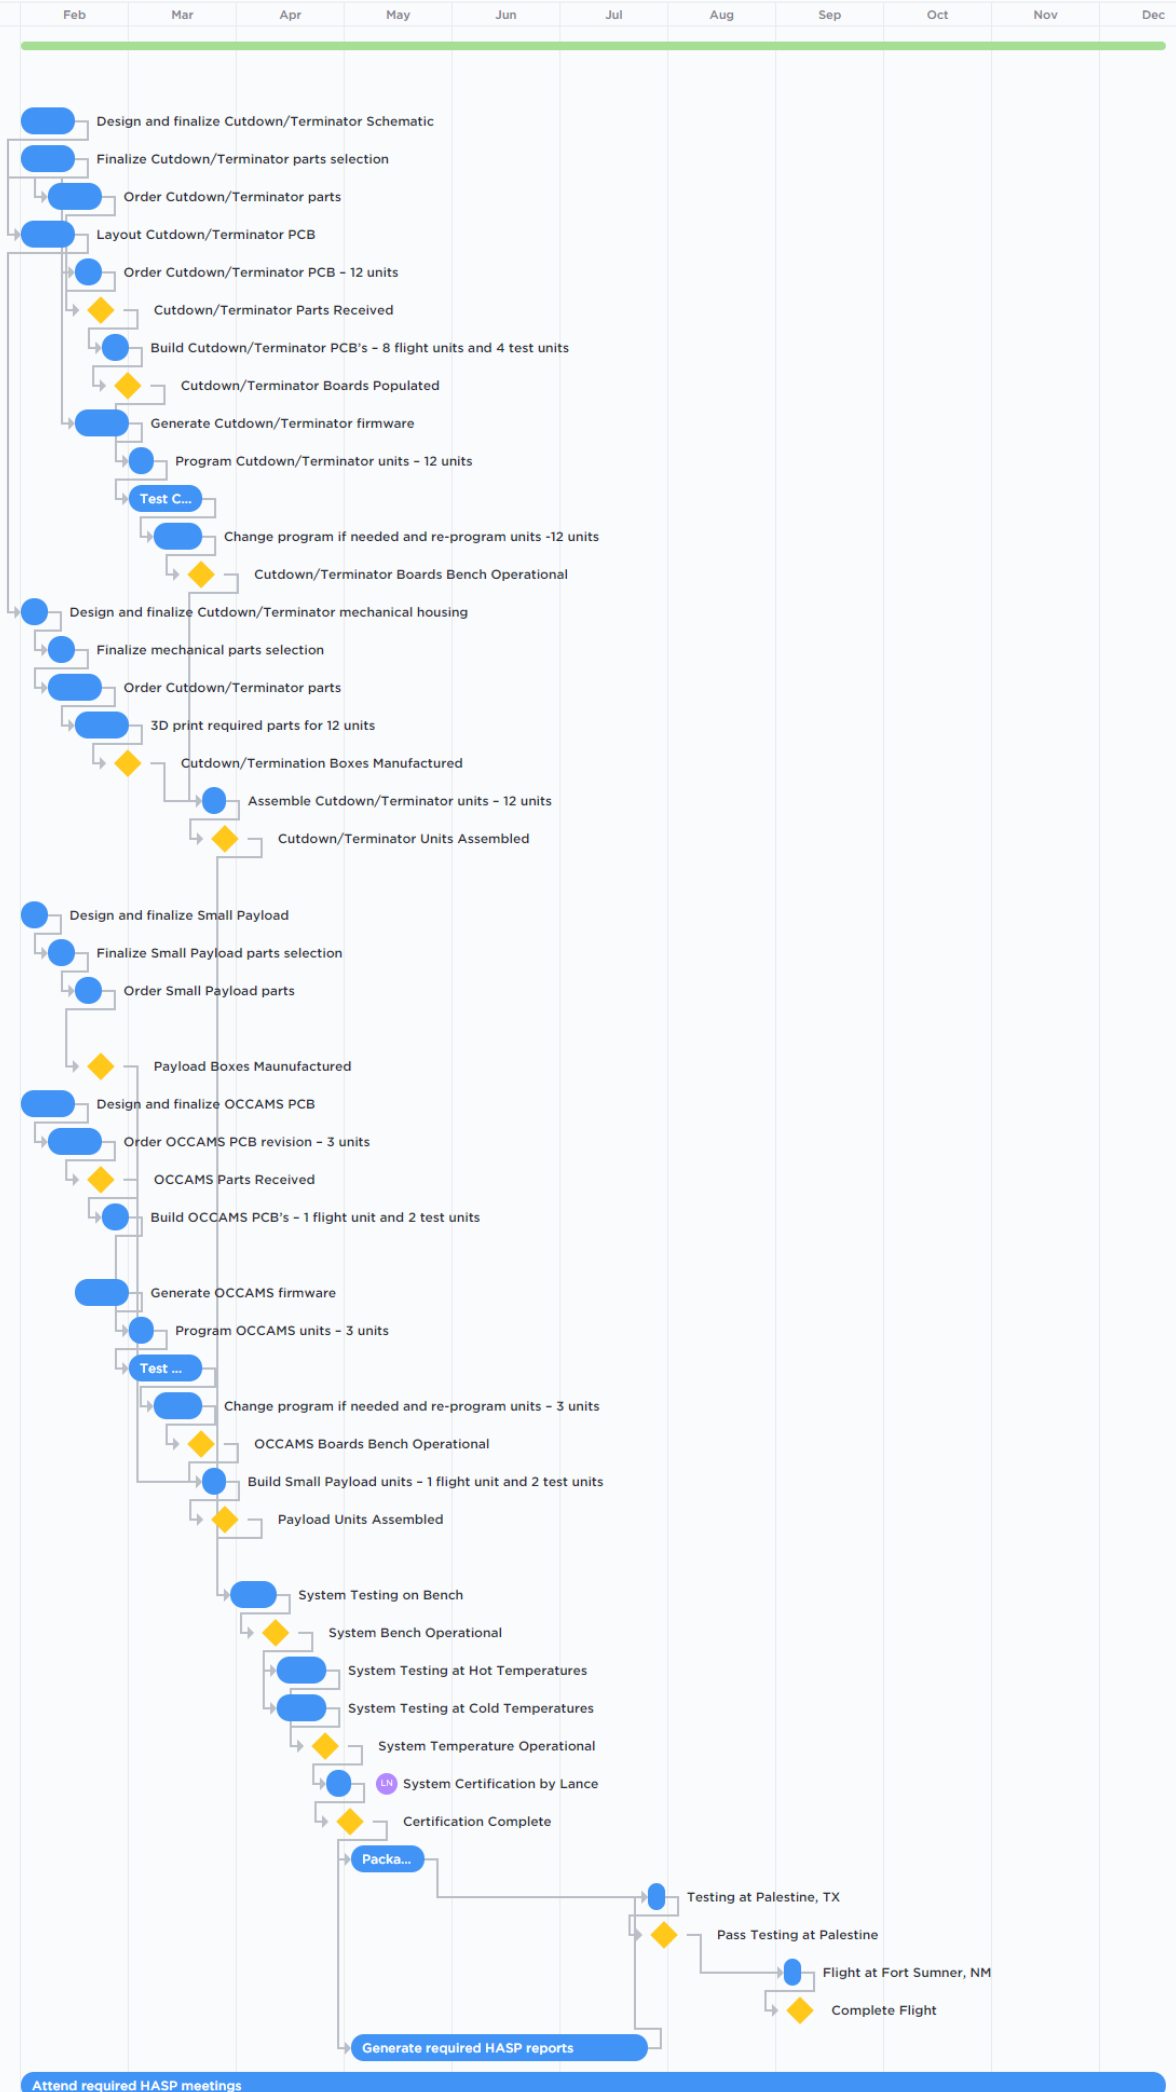 Feb Mar Apr May Jun Jul Aug Sep Oct Nov Dec
Design and finalize Cutdown/Terminator Schematic
Finalize Cutdown/Terminator parts selection
Order Cutdown/Terminator parts
Layout Cutdown/Terminator PCB
Order Cutdown/Terminator PCB – 12 units
Cutdown/Terminator Parts Received
Build Cutdown/Terminator PCB's – 8 flight units and 4 test units
Cutdown/Terminator Boards Populated
Generate Cutdown/Terminator firmware
Program Cutdown/Terminator units – 12 units
Test C...
Change program if needed and re-program units -12 units
Cutdown/Terminator Boards Bench Operational
Design and finalize Cutdown/Terminator mechanical housing
Finalize mechanical parts selection
Order Cutdown/Terminator parts
3D print required parts for 12 units
Cutdown/Termination Boxes Manufactured
Assemble Cutdown/Terminator units – 12 units
Cutdown/Terminator Units Assembled
Design and finalize Small Payload
Finalize Small Payload parts selection
Order Small Payload parts
Payload Boxes Maunufactured
Design and finalize OCCAMS PCB
Order OCCAMS PCB revision – 3 units
OCCAMS Parts Received
Build OCCAMS PCB's – 1 flight unit and 2 test units
Generate OCCAMS firmware
Program OCCAMS units – 3 units
Test ...
Change program if needed and re-program units – 3 units
OCCAMS Boards Bench Operational
Build Small Payload units – 1 flight unit and 2 test units
Payload Units Assembled
System Testing on Bench
System Bench Operational
System Testing at Hot Temperatures
System Testing at Cold Temperatures
System Temperature Operational
LN System Certification by Lance
Certification Complete
Packa...
Testing at Palestine, TX
Pass Testing at Palestine
Flight at Fort Sumner, NM
Complete Flight
Generate required HASP reports
Attend required HASP meetings